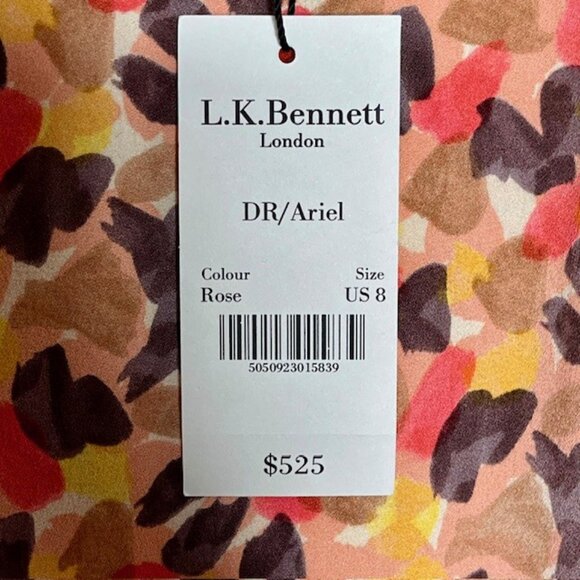 L.K.Bennett
London
DR/Ariel
Colour Size
Rose US 8
5050923015839
$525